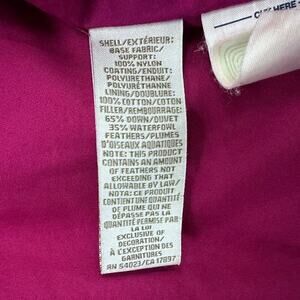 CUT HERE
SHELL/EXTÉRIEUR:
BASE FABRIC/
SUPPORT:
100% NYLON
COATING/ENDUIT:
POLYURETHANE/
POLYURÉTHANNE
LINING/DOUBLURE:
100% COTTON/COTON
FILLER/REMBOURRAGE:
65% DOWN/DUVET
35% WATERFOWL
FEATHERS/PLUMES
D'OISEAUX AQUATIQUES
NOTE: THIS PRODUCT
CONTAINS AN AMOUNT
OF FEATHERS NOT
EXCEEDING THAT
ALLOWABLE BY LAW/
NOTA: CE PRODUIT
CONTIENT UNE QUANTITÉ
DE PLUME QUI NE
DÉPASSE PAS LA
QUANTITÉ PERMISE PAR
LA LOI
EXCLUSIVE OF
DECORATION/
À L'EXCEPTION DES
GARNITURES
RN 54023/CA 17897